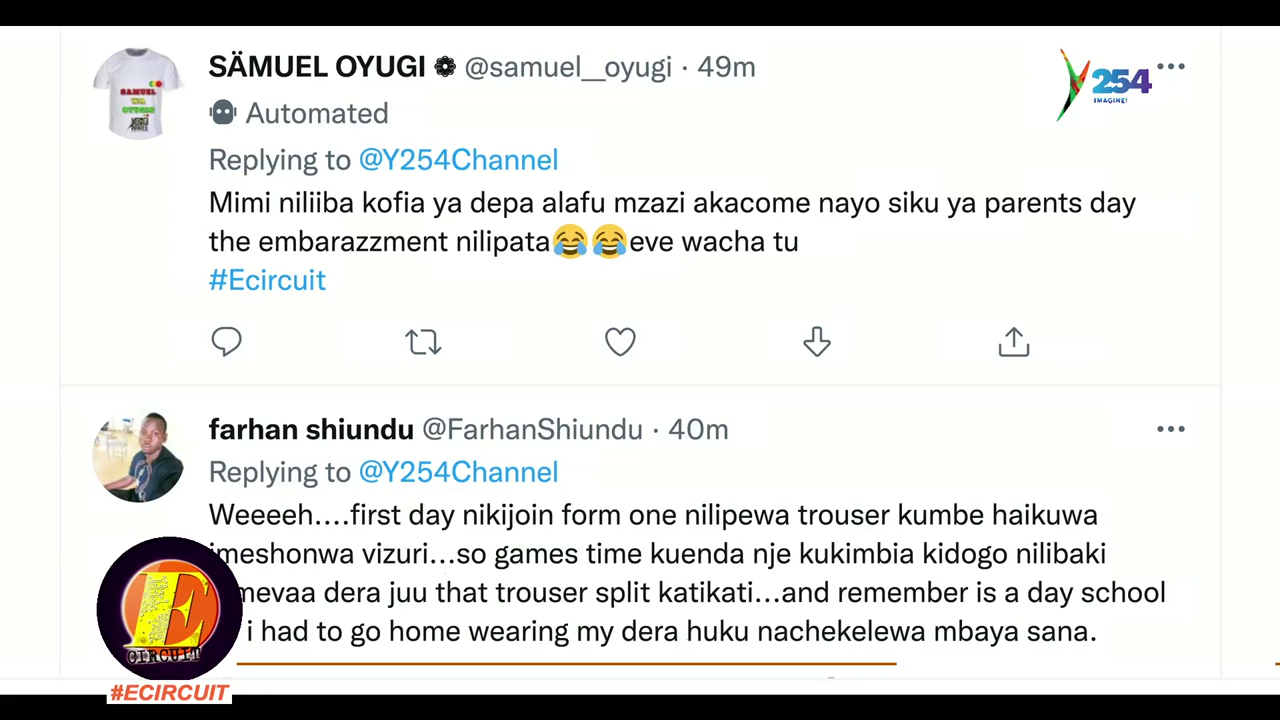 SÄMUEL OYUGI @samuel__oyugi · 49m
254
IMAGINE!
Automated
Replying to @Y254Channel
Mimi niliiba kofia ya depa alafu mzazi akacome nayo siku ya parents day
the embarazzment nilipata😂😂eve wacha tu
#Ecircuit
SAMUEL
WA
OYUGIS
farhan shiundu @FarhanShiundu · 40m
Replying to @Y254Channel
Weeeeh....first day nikijoin form one nilipewa trouser kumbe haikuwa
imeshonwa vizuri...so games time kuenda nje kukimbia kidogo nilibaki
dera juu that trouser split katikati...and remember is a day school
i had to go home wearing my dera huku nachekelewa mbaya sana.
E
CIRCUIT
#ECIRCUIT